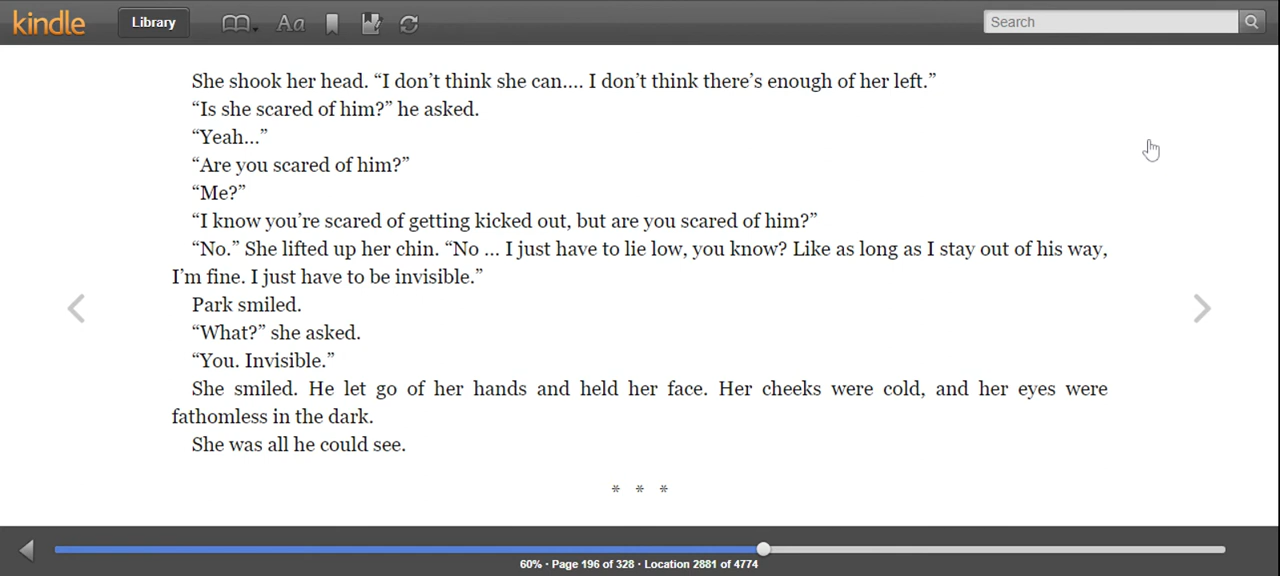 kindle Library Aa Search
She shook her head. “I don’t think she can.... I don’t think there’s enough of her left.”
“Is she scared of him?” he asked.
“Yeah...”
“Are you scared of him?”
“Me?”
“I know you’re scared of getting kicked out, but are you scared of him?”
“No.” She lifted up her chin. “No ... I just have to lie low, you know? Like as long as I stay out of his way,
I’m fine. I just have to be invisible.”
Park smiled.
“What?” she asked.
“You. Invisible.”
She smiled. He let go of her hands and held her face. Her cheeks were cold, and her eyes were
fathomless in the dark.
She was all he could see.
* * *
60% · Page 196 of 328 · Location 2881 of 4774